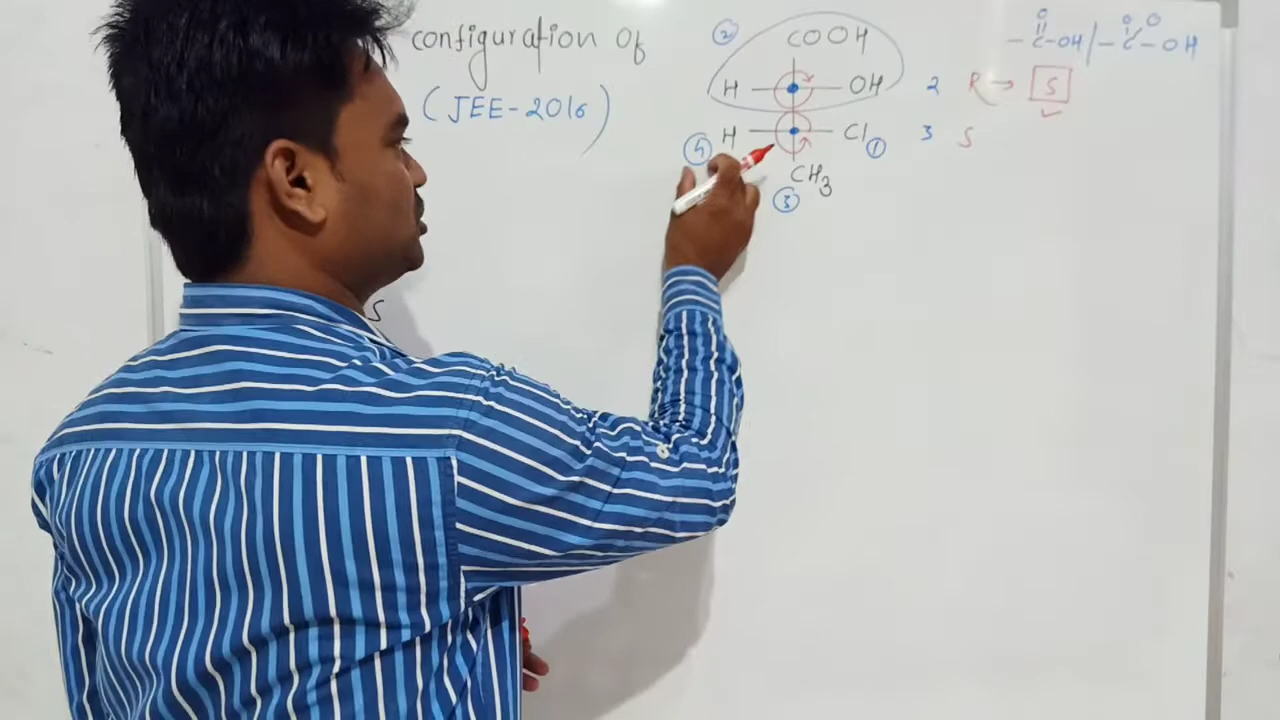 configuration of
(JEE-2016)
② COOH
H OH 2 R → S
H Cl ① 3 S
④ CH3
③
O
-C-OH/-C-OH
O O
S